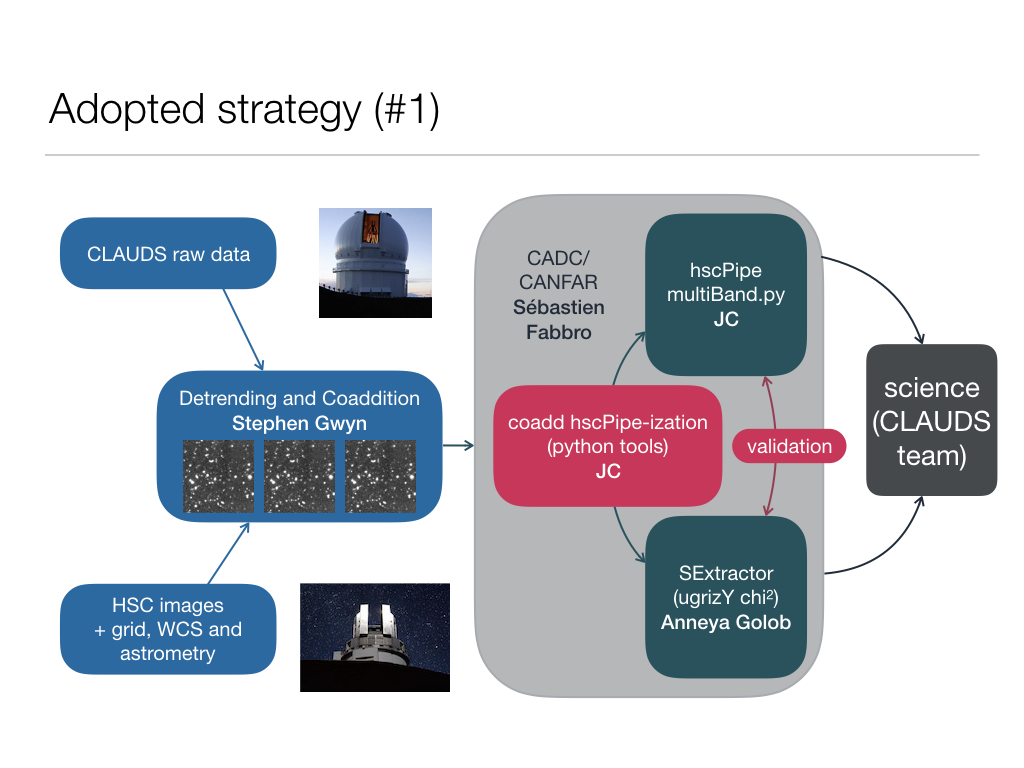 Adopted strategy (#1)
CLAUDS raw data
Detrending and Coaddition
Stephen Gwyn
HSC images
+ grid, WCS and
astrometry
CADC/
CANFAR
Sébastien
Fabbro
hscPipe
multiBand.py
JC
coadd hscPipe-ization
(python tools)
JC
validation
SExtractor
(ugrizY chi²)
Anneya Golob
science
(CLAUDS
team)